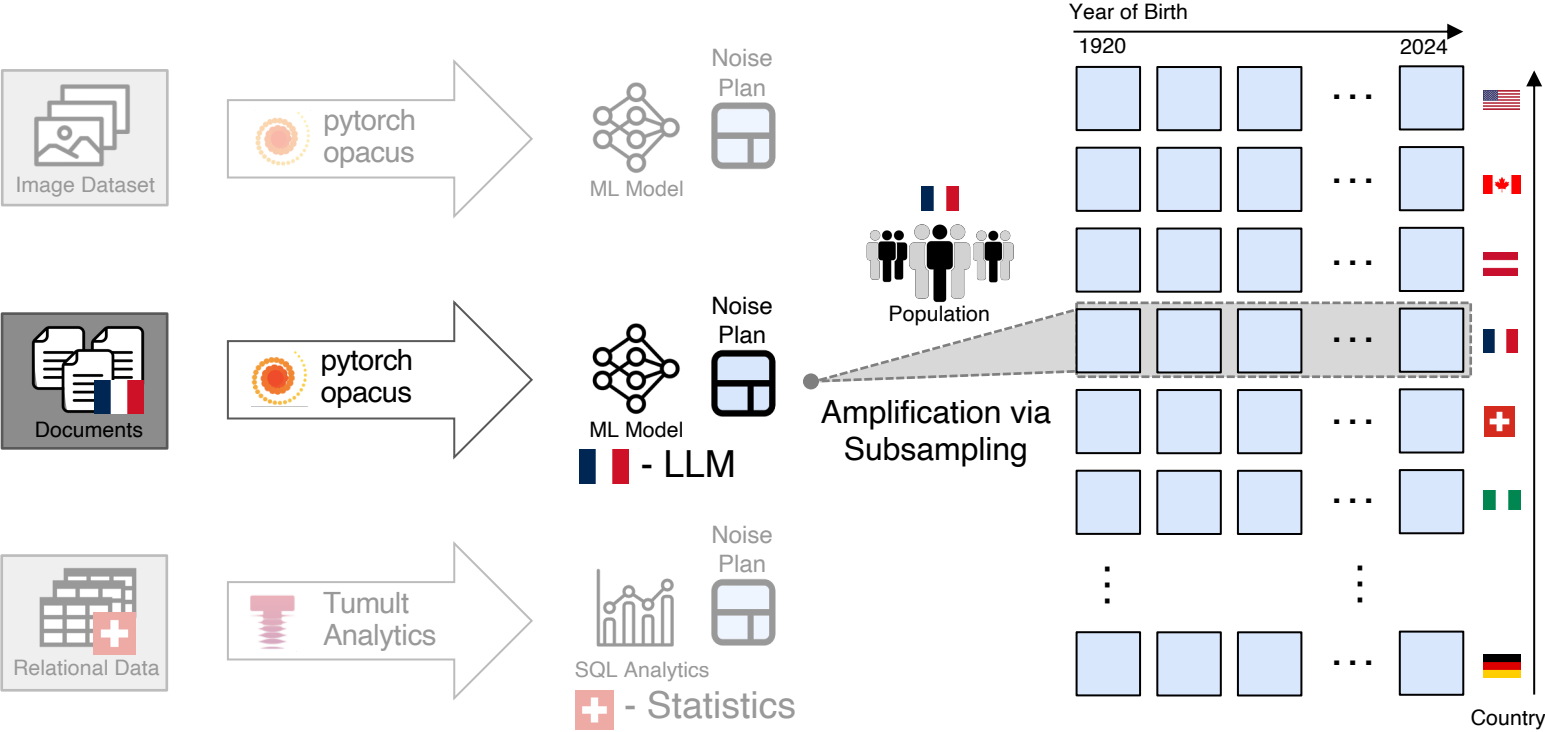 Year of Birth
1920
2024
Noise
Plan
pytorch
opacus
Image Dataset
ML Model
Population
Noise
Plan
pytorch
opacus
Documents
ML Model
- LLM
Amplification via
Subsampling
Noise
Plan
Tumult
Analytics
Relational Data
SQL Analytics
- Statistics
Country